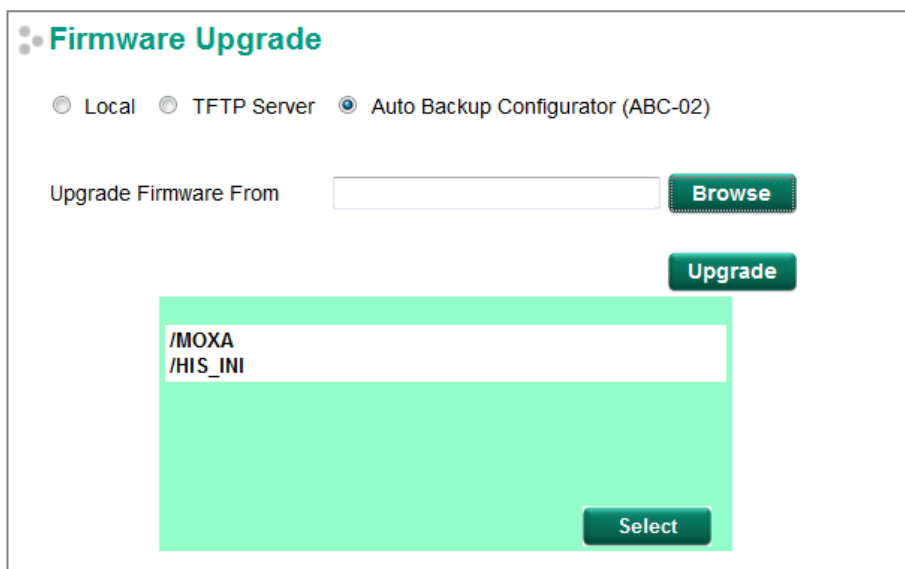 Firmware Upgrade
Local TFTP Server Auto Backup Configurator (ABC-02)
Upgrade Firmware From Browse
Upgrade
/MOXA
/HIS_INI
Select